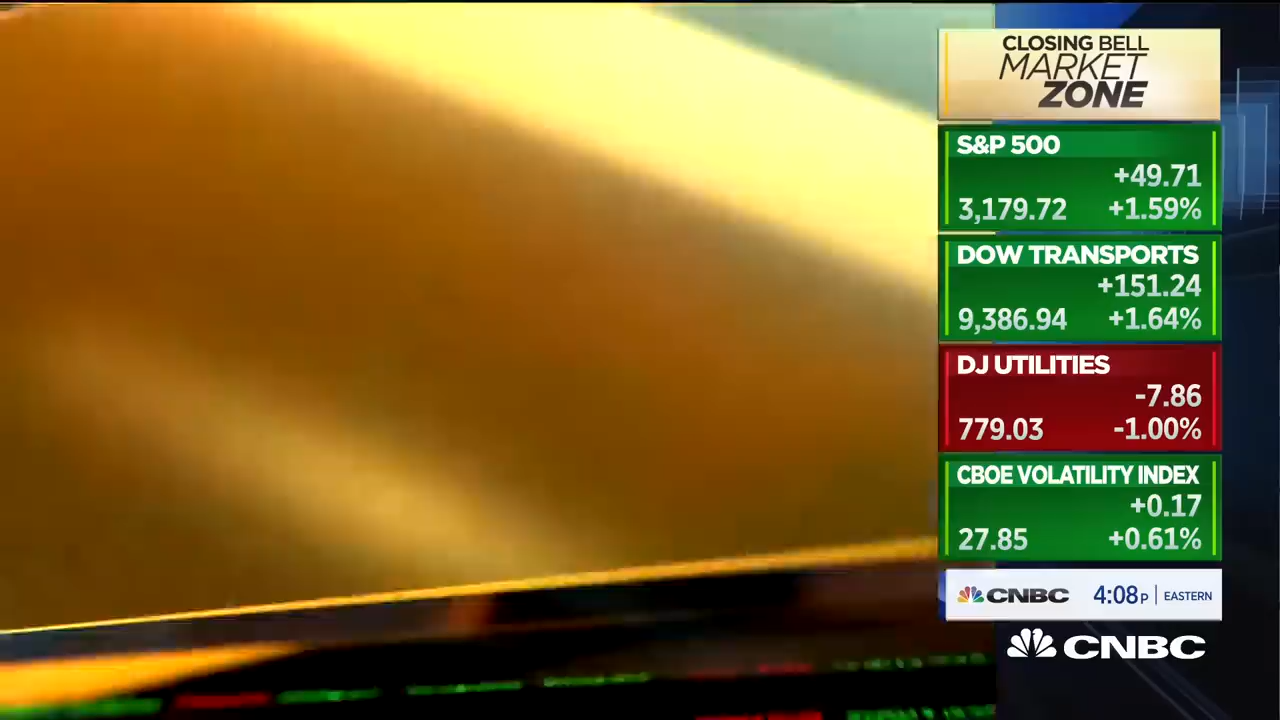 CLOSING BELL
MARKET
ZONE
S&P 500
+49.71
3,179.72 +1.59%
DOW TRANSPORTS
+151.24
9,386.94 +1.64%
DJ UTILITIES
-7.86
779.03 -1.00%
CBOE VOLATILITY INDEX
+0.17
27.85 +0.61%
CNBC 4:08P | EASTERN
CNBC